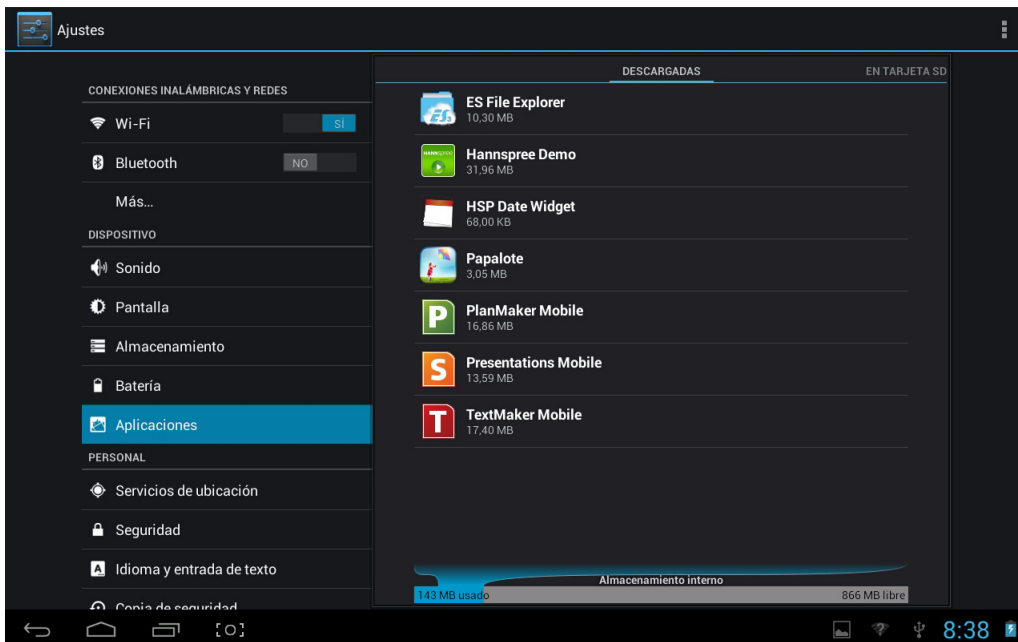 Ajustes
CONEXIONES INALÁMBRICAS Y REDES
Wi-Fi
SÍ
Bluetooth
NO
Más...
DISPOSITIVO
Sonido
Pantalla
Almacenamiento
Batería
Aplicaciones
PERSONAL
Servicios de ubicación
Seguridad
A
Idioma y entrada de texto
Copia de seguridad
DESCARGADAS
EN TARJETA SD
ES File Explorer
10,30 MB
HANNSPREE
Hannspree Demo
31,96 MB
HSP Date Widget
68,00 KB
Papalote
3,05 MB
P
PlanMaker Mobile
16,86 MB
S
Presentations Mobile
13,59 MB
T
TextMaker Mobile
17,40 MB
Almacenamiento interno
143 MB usado
866 MB libre
8:38